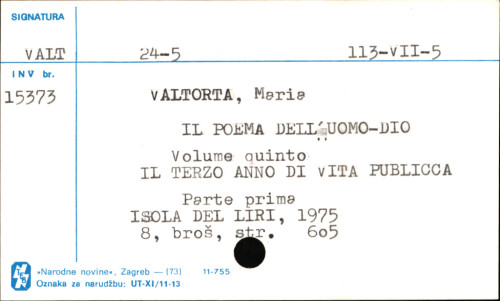 SIGNATURA
VALT 24-5 113-VII-5
INV br.
15373
VALTORTA, Maria
IL POEMA DELL'UOMO-DIO
Volume quinto
IL TERZO ANNO DI VITA PUBLICCA
Parte prima
ISOLA DEL LIRI, 1975
8, broš, str. 605
»Narodne novine«, Zagreb — (73) 11-755
Oznaka za narudžbu: UT-XI/11-13